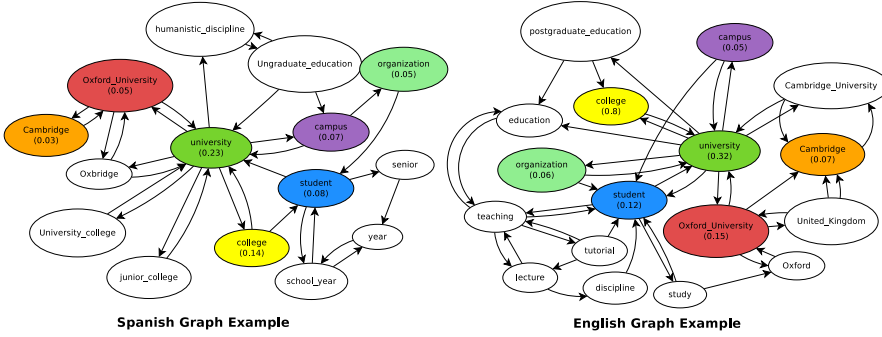 humanistic_discipline
Ungraduate_education
organization
(0.05)
Oxford_University
(0.05)
Cambridge
(0.03)
campus
(0.07)
university
(0.23)
Oxbridge
student
(0.08)
senior
University_college
college
(0.14)
year
junior_college
school_year
Spanish Graph Example
postgraduate_education
campus
(0.05)
Cambridge_University
college
(0.8)
education
university
(0.32)
Cambridge
(0.07)
organization
(0.06)
student
(0.12)
teaching
Oxford_University
(0.15)
United_Kingdom
tutorial
lecture
Oxford
discipline
study
English Graph Example